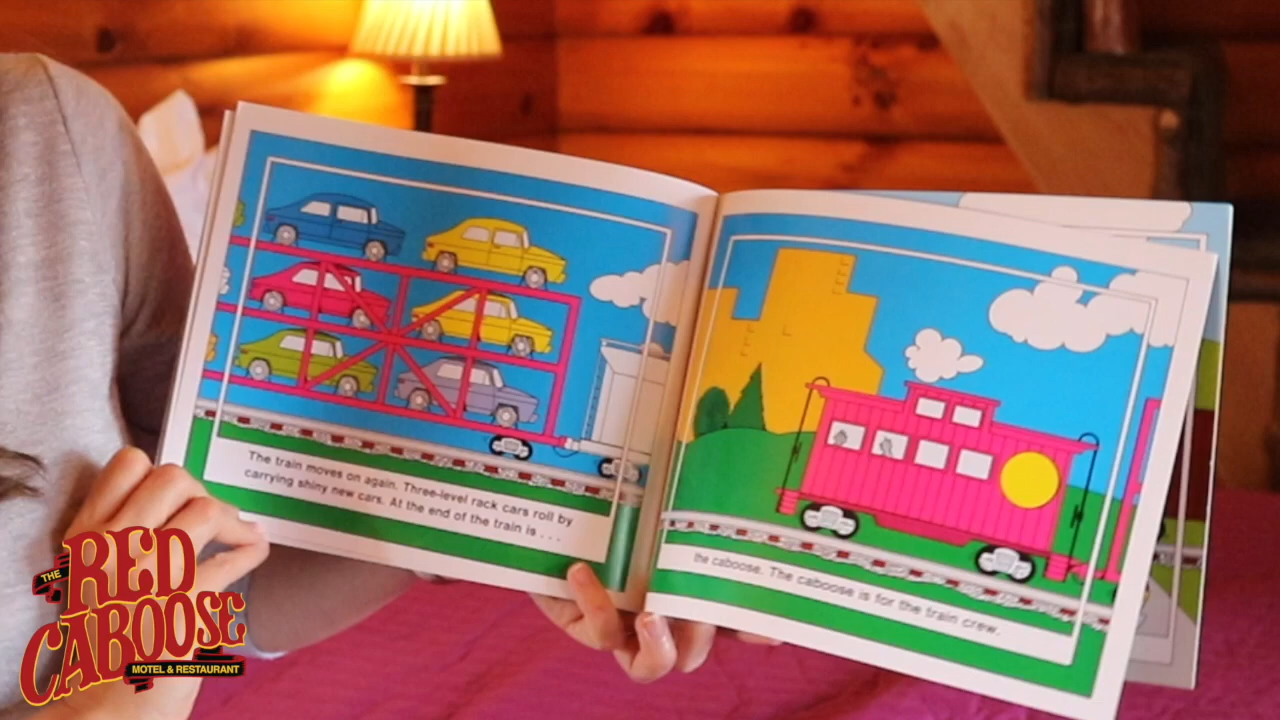 The train moves on again. Three-level rack cars roll by
carrying shiny new cars. At the end of the train is . . .
the caboose. The caboose is for the train crew.
THE
RED
CABOOSE
MOTEL & RESTAURANT